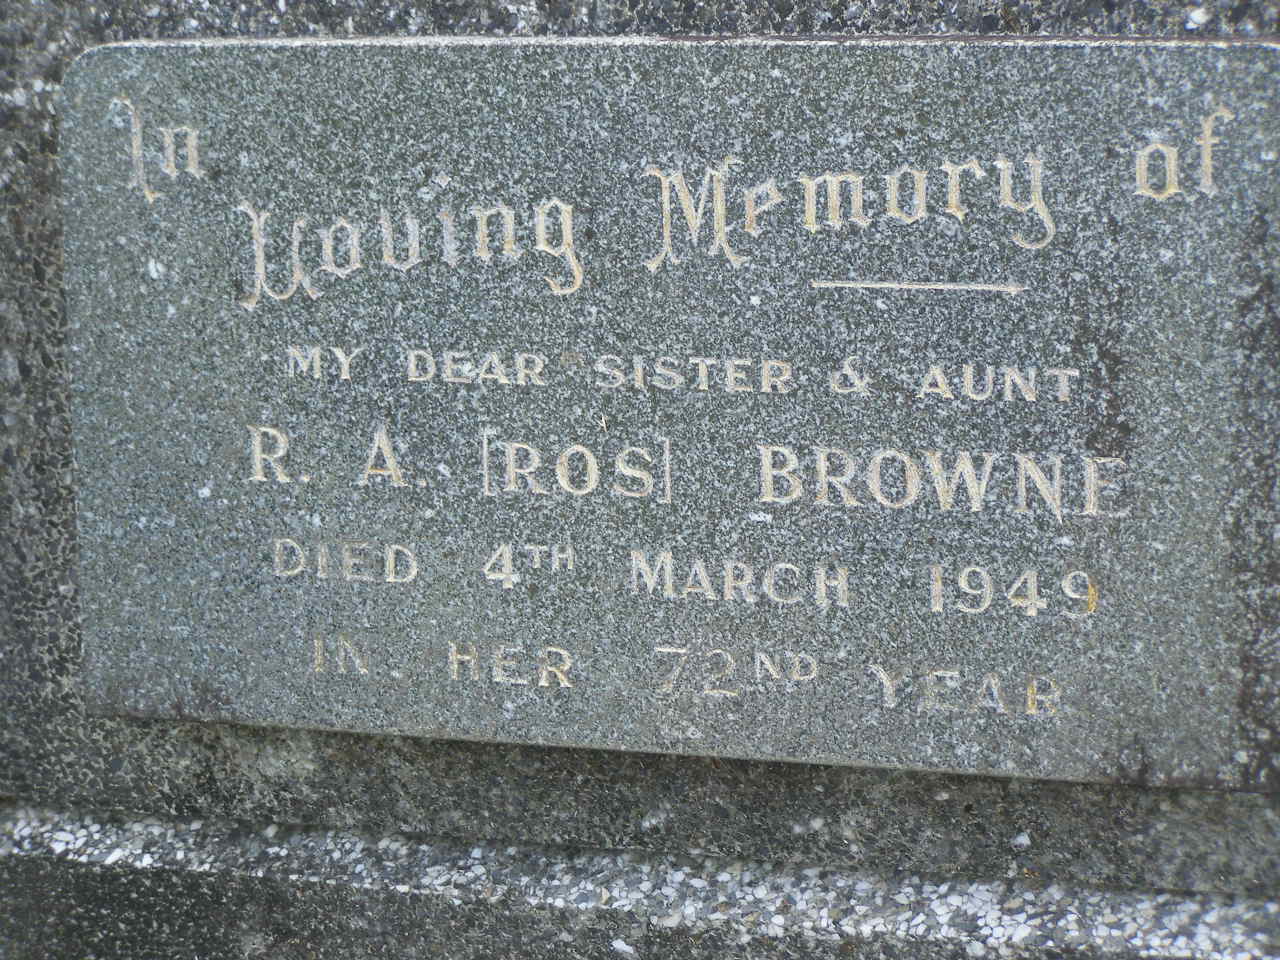 In Loving Memory of
MY DEAR SISTER & AUNT
R. A. [ROS] BROWNE
DIED 4TH MARCH 1949
IN HER 72ND YEAR